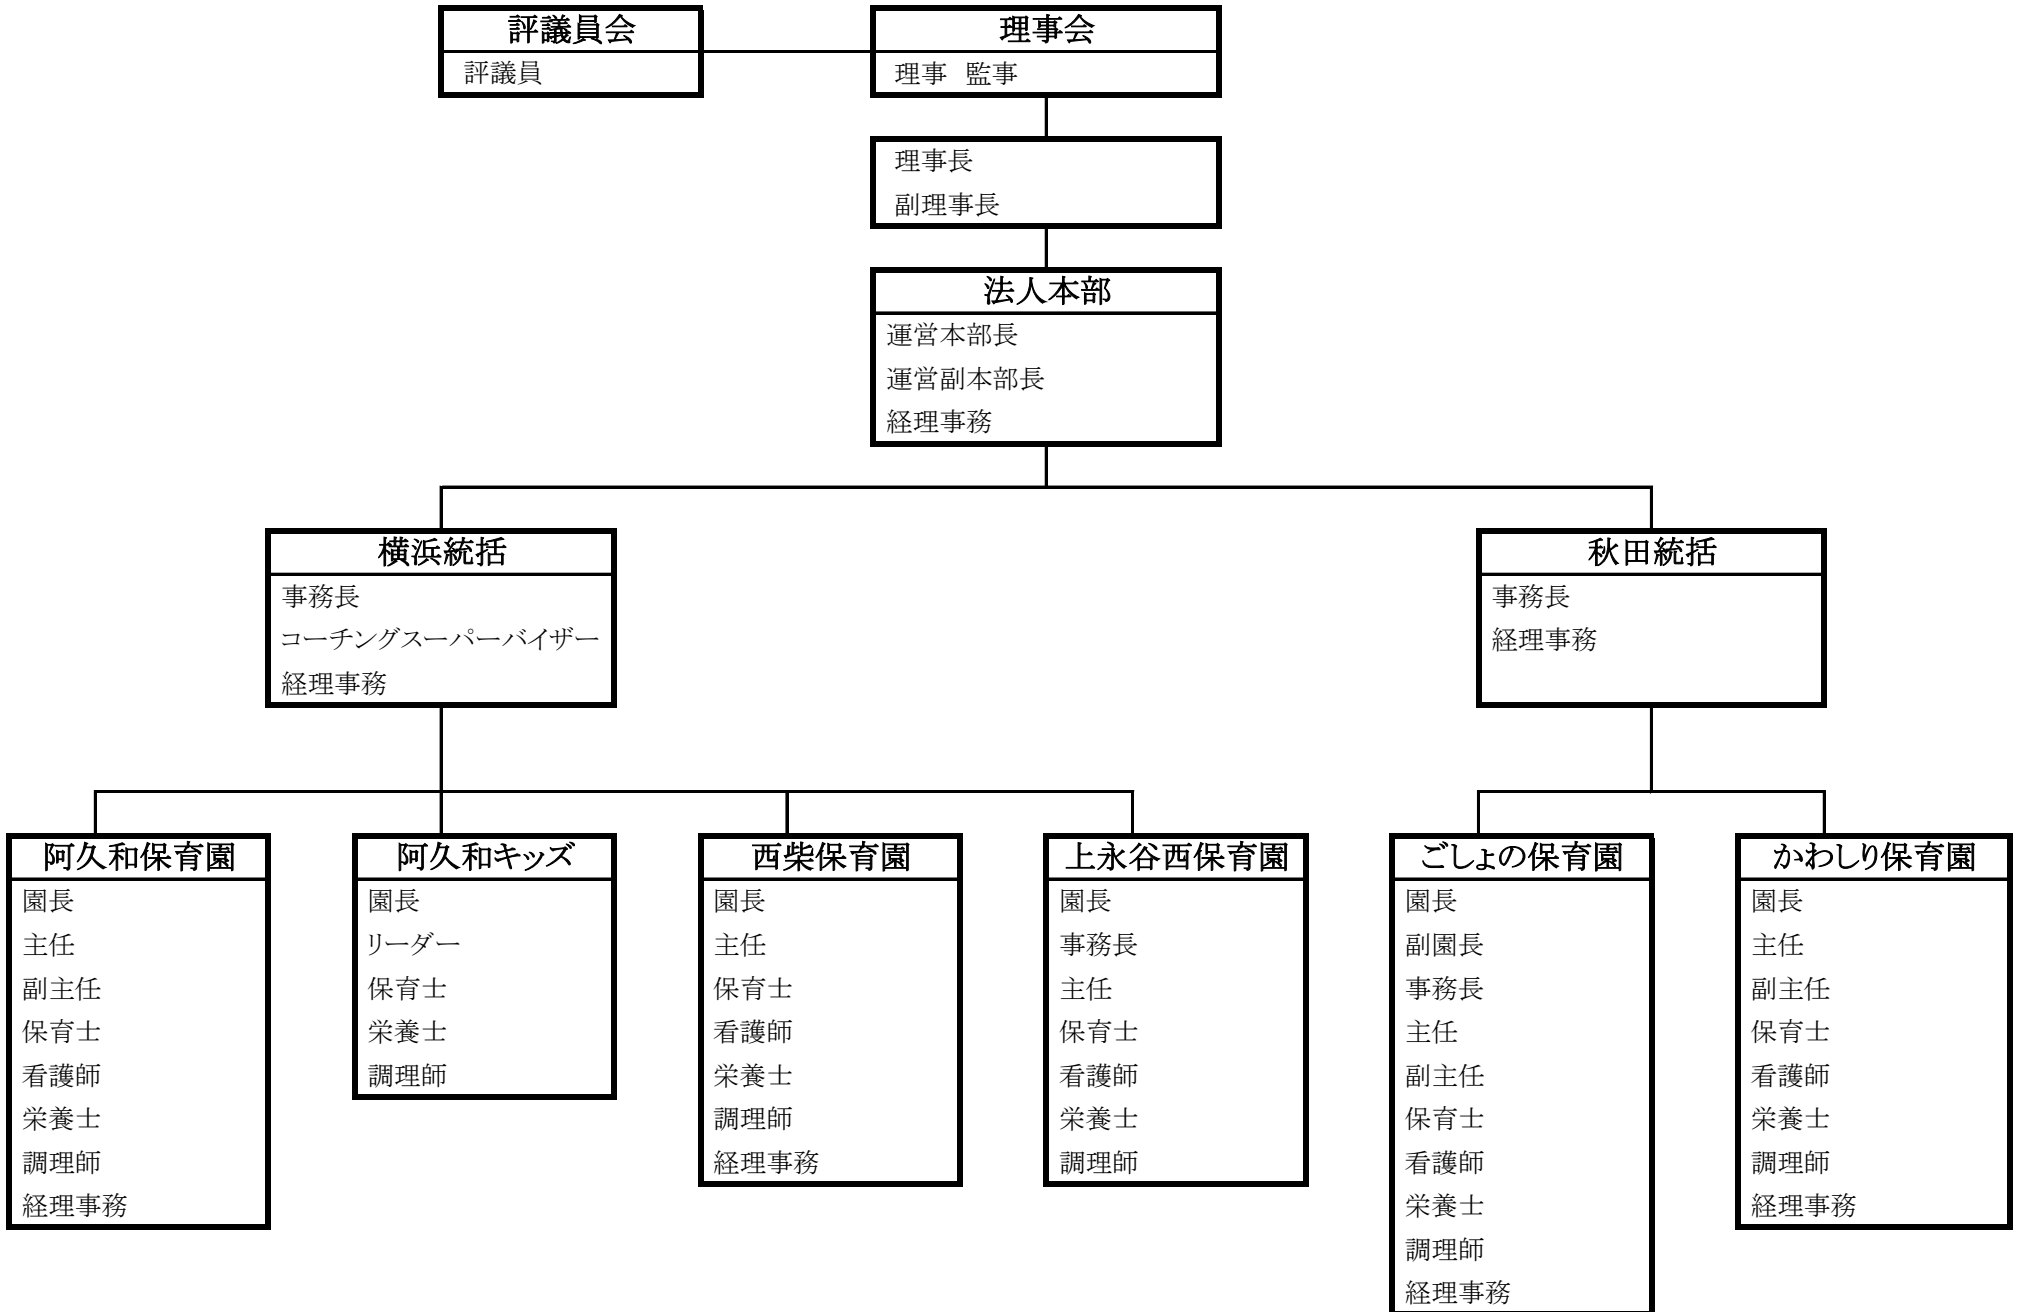 評議員会
評議員
理事会
理事 監事
理事長
副理事長
法人本部
運営本部長
運営副本部長
経理事務
横浜統括
事務長
コーチングスーパーバイザー
経理事務
秋田統括
事務長
経理事務
阿久和保育園
園長
主任
副主任
保育士
看護師
栄養士
調理師
経理事務
阿久和キッズ
園長
リーダー
保育士
栄養士
調理師
西柴保育園
園長
主任
保育士
看護師
栄養士
調理師
経理事務
上永谷西保育園
園長
事務長
主任
保育士
看護師
栄養士
調理師
ごしょの保育園
園長
副園長
事務長
主任
副主任
保育士
看護師
栄養士
調理師
経理事務
かわしり保育園
園長
主任
副主任
保育士
看護師
栄養士
調理師
経理事務